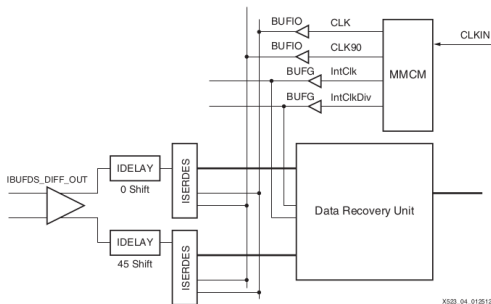 BUFIO CLK
CLKIN
BUFIO CLK90
MMCM
BUFG IntClk
BUFG IntClkDiv
IBUFDS_DIFF_OUT
IDELAY
0 Shift
ISERDES
Data Recovery Unit
IDELAY
45 Shift
ISERDES
X523_04_012512